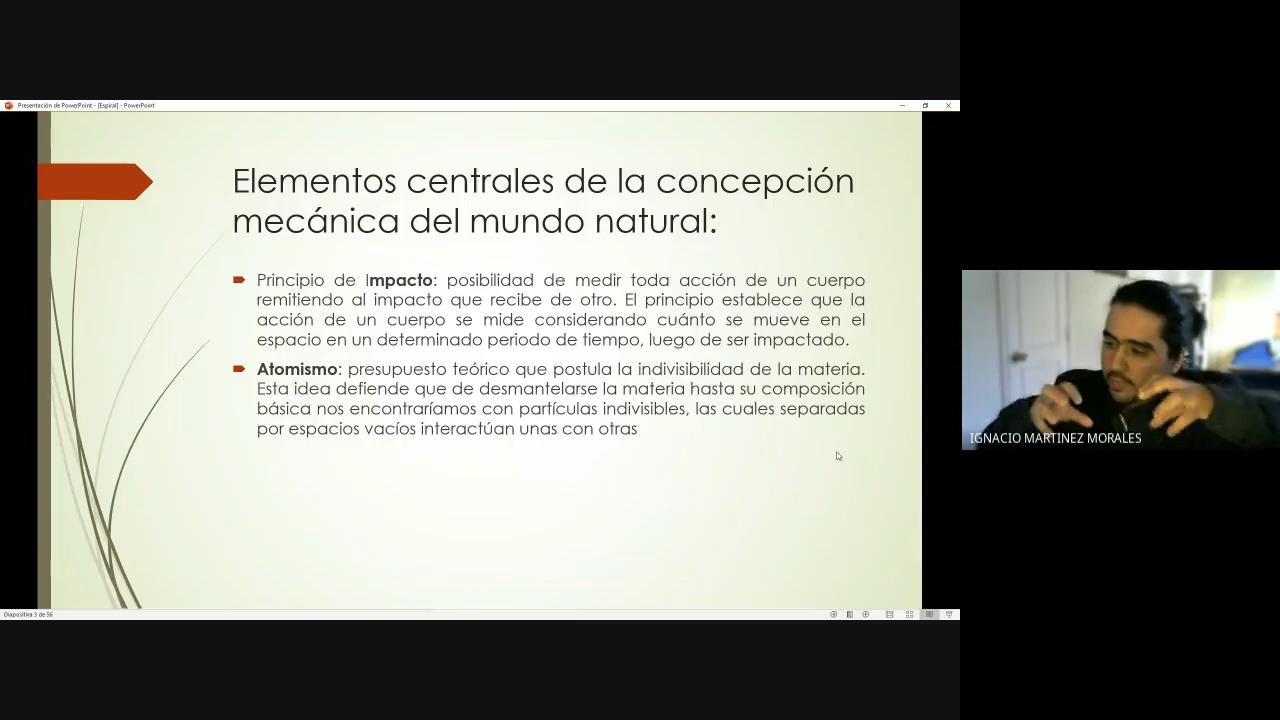 Presentación de PowerPoint - [Espiral] - PowerPoint
Elementos centrales de la concepción
mecánica del mundo natural:
Principio de Impacto: posibilidad de medir toda acción de un cuerpo
remitiendo al impacto que recibe de otro. El principio establece que la
acción de un cuerpo se mide considerando cuánto se mueve en el
espacio en un determinado periodo de tiempo, luego de ser impactado.
Atomismo: presupuesto teórico que postula la indivisibilidad de la materia.
Esta idea defiende que de desmantelarse la materia hasta su composición
básica nos encontraríamos con partículas indivisibles, las cuales separadas
por espacios vacíos interactúan unas con otras
IGNACIO MARTINEZ MORALES
Diapositiva 3 de 56